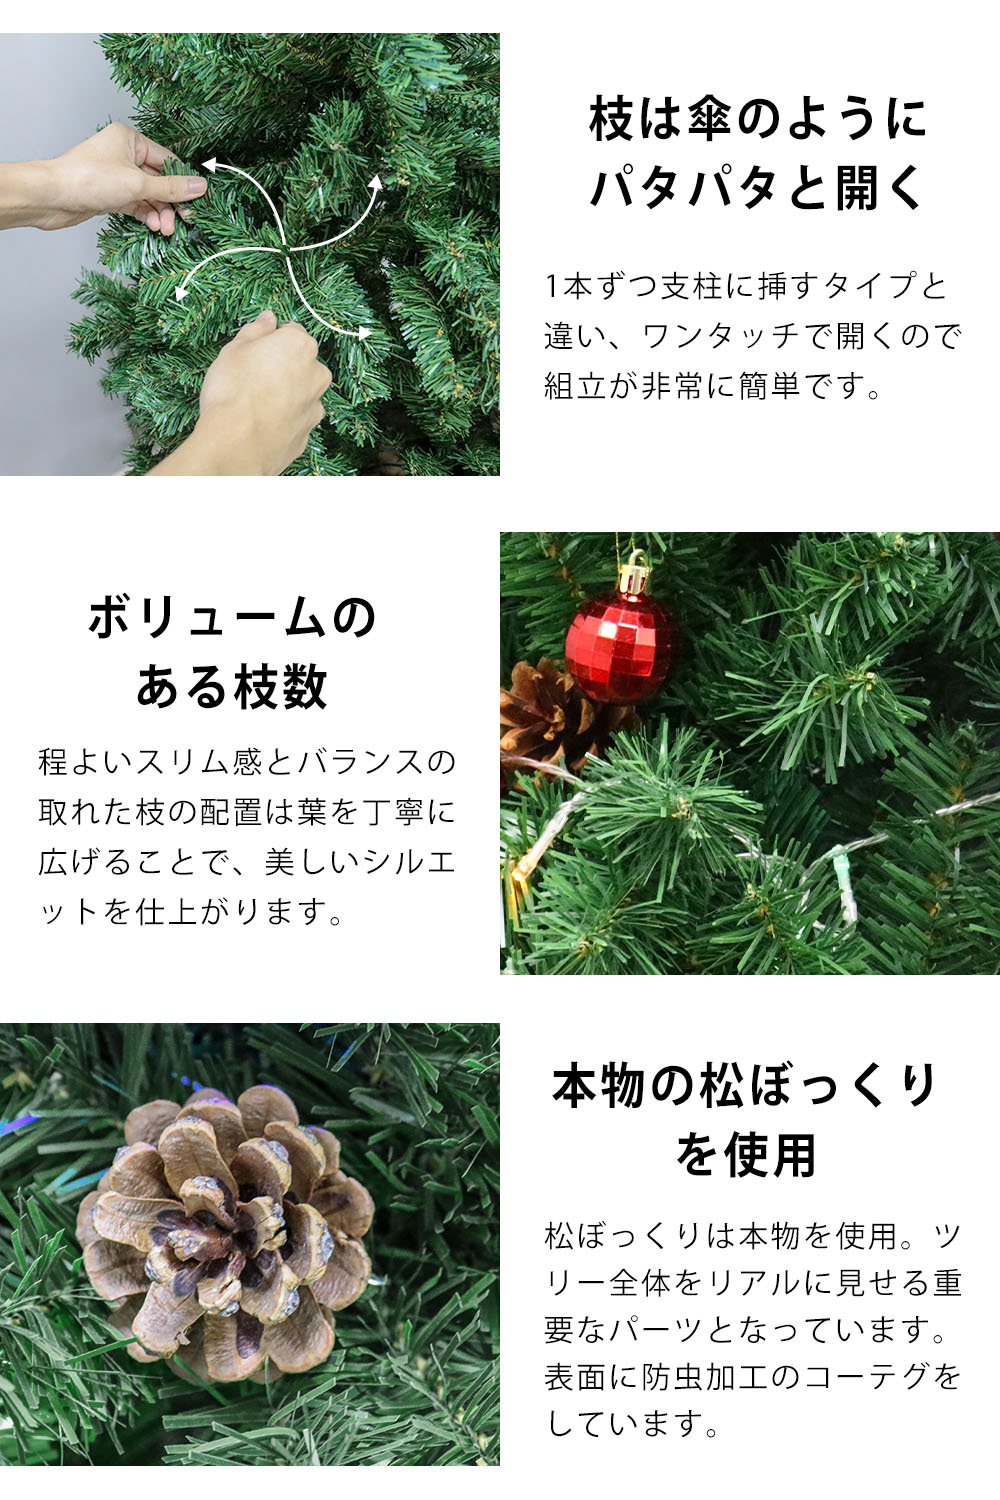 枝は傘のように
パタパタと開く
1本ずつ支柱に挿すタイプと
違い、ワンタッチで開くので
組立が非常に簡単です。
ボリュームの
ある枝数
程よいスリム感とバランスの
取れた枝の配置は葉を丁寧に
広げることで、美しいシルエ
ットを仕上がります。
本物の松ぼっくり
を使用
松ぼっくりは本物を使用。ツ
リー全体をリアルに見せる重
要なパーツとなっています。
表面に防虫加工のコーテグを
しています。